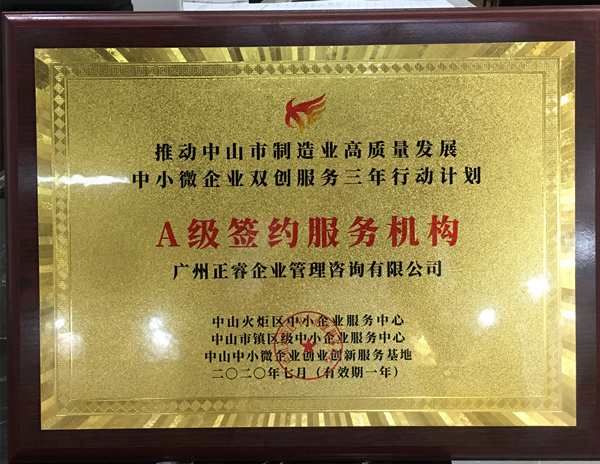 推动中山市制造业高质量发展
中小微企业双创服务三年行动计划
A级签约服务机构
广州正睿企业管理咨询有限公司
中山火炬区中小企业服务中心
中山市镇区级中小企业服务中心
中山中小微企业创业创新服务基地
二〇二〇年七月（有效期一年）